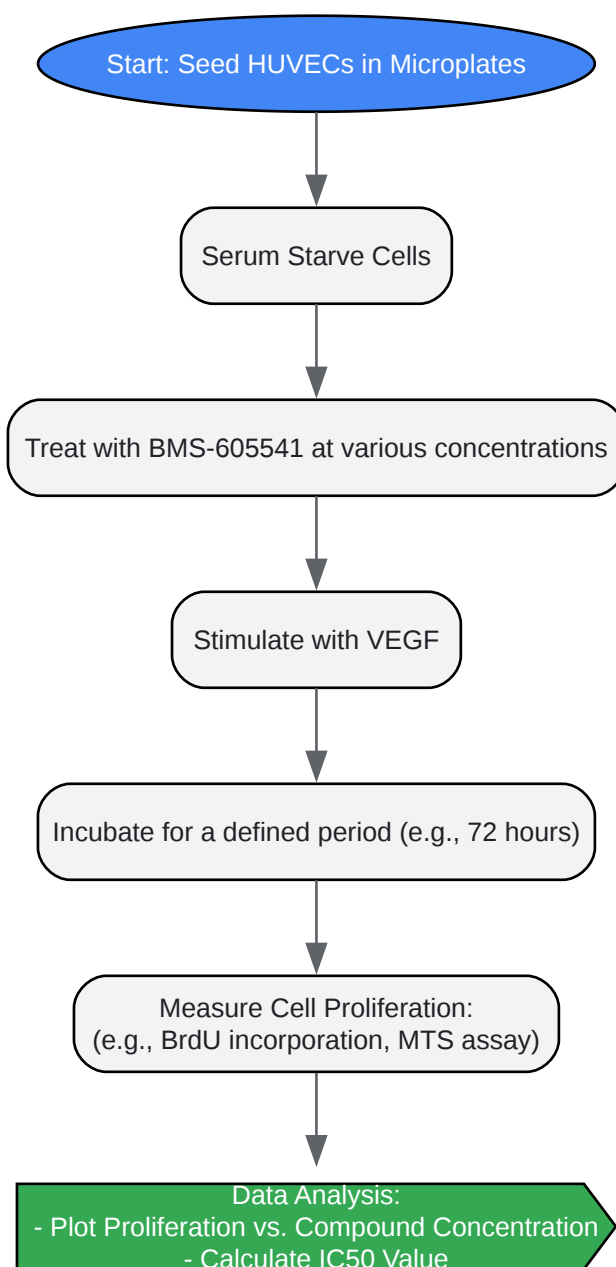 Start: Seed HUVECs in Microplates
Serum Starve Cells
Treat with BMS-605541 at various concentrations
Stimulate with VEGF
Incubate for a defined period (e.g., 72 hours)
Measure Cell Proliferation:
(e.g., BrdU incorporation, MTS assay)
Data Analysis:
- Plot Proliferation vs. Compound Concentration
- Calculate IC50 Value